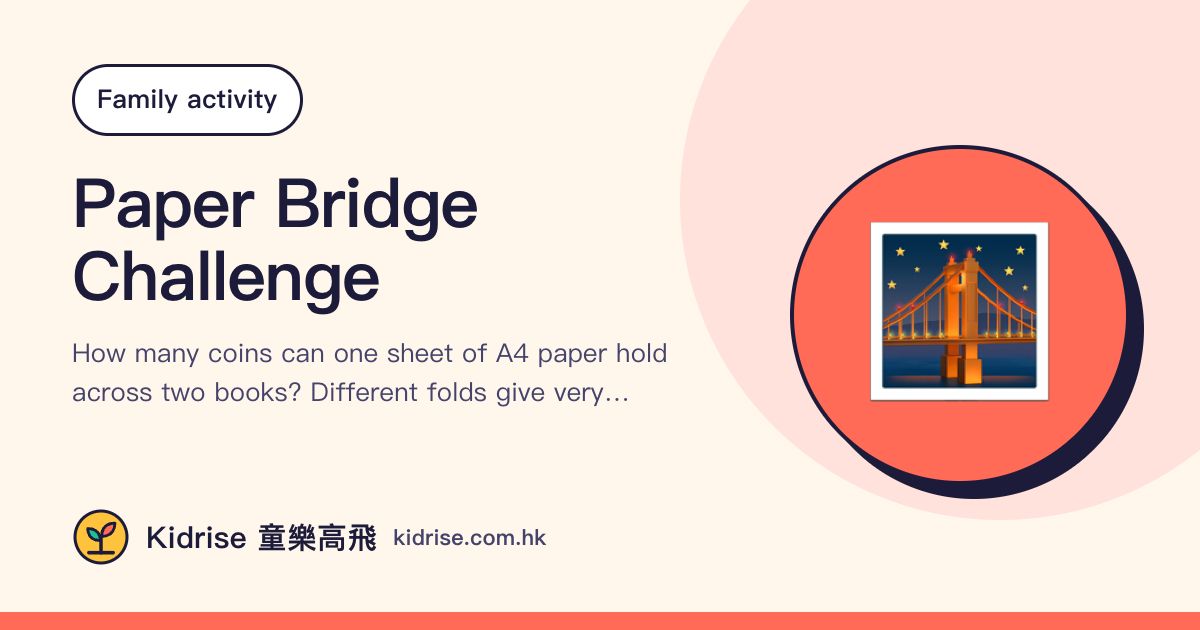 Family activity
Paper Bridge
Challenge
How many coins can one sheet of A4 paper hold
across two books? Different folds give very…
Kidrise 童樂高飛 kidrise.com.hk